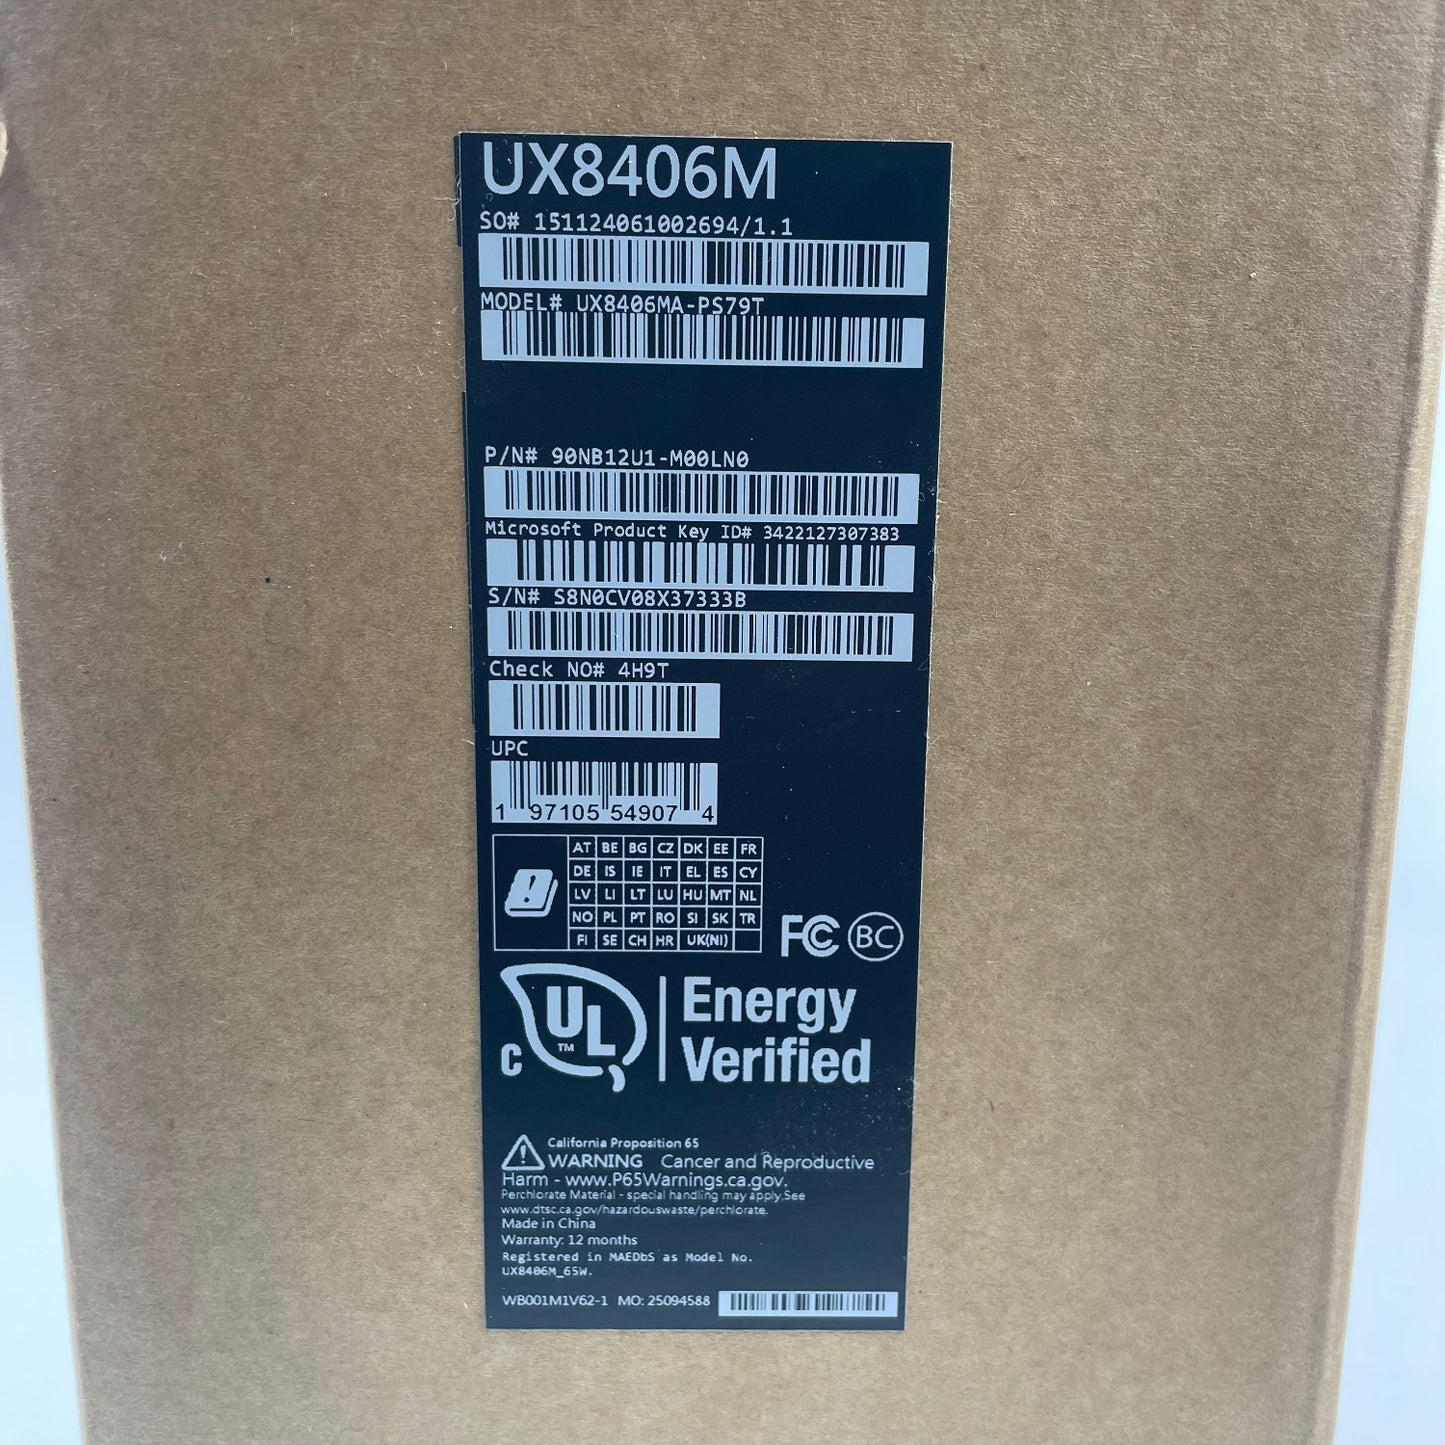 UX8406M
SO# 151124061002694/1.1
MODEL# UX8406MA-PS79T
P/N# 90NB12U1-M00LN0
Microsoft Product Key ID# 3422127307383
S/N# S8N0CV08X37333B
Check NO# 4H9T
UPC
1 97105 54907 4
AT BE BG CZ DK EE FR
DE IS IE IT EL ES CY
LV LI LT LU HU MT NL
NO PL PT RO SI SK TR
FI SE CH HR UK(NI)
FC BC
C UL TM Energy
Verified
California Proposition 65
WARNING Cancer and Reproductive
Harm - www.P65Warnings.ca.gov.
Perchlorate Material - special handling may apply.See
www.dtsc.ca.gov/hazardouswaste/perchlorate.
Made in China
Warranty: 12 months
Registered in MAEDbS as Model No.
UX8406M_65W.
WB001M1V62-1 MO: 25094588